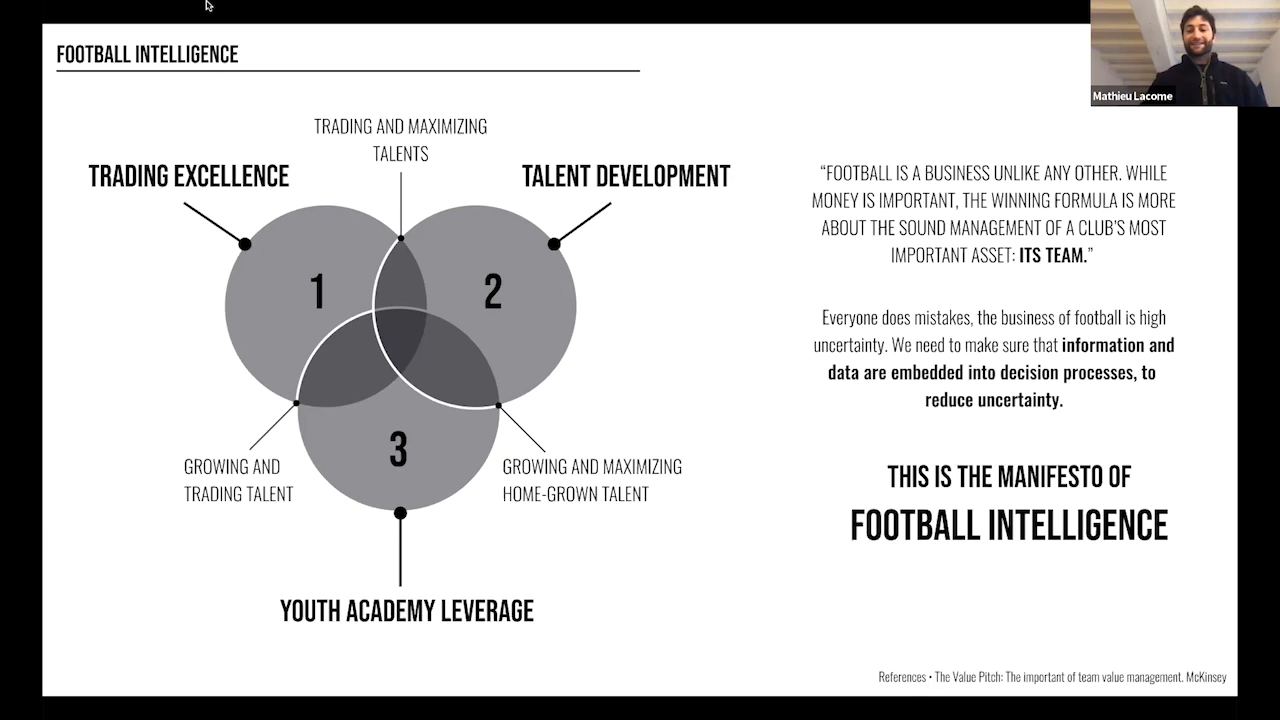 FOOTBALL INTELLIGENCE
Mathieu Lacome
TRADING AND MAXIMIZING
TALENTS
TRADING EXCELLENCE
TALENT DEVELOPMENT
1
2
3
GROWING AND
TRADING TALENT
GROWING AND MAXIMIZING
HOME-GROWN TALENT
YOUTH ACADEMY LEVERAGE
“FOOTBALL IS A BUSINESS UNLIKE ANY OTHER. WHILE
MONEY IS IMPORTANT, THE WINNING FORMULA IS MORE
ABOUT THE SOUND MANAGEMENT OF A CLUB’S MOST
IMPORTANT ASSET: ITS TEAM.”
Everyone does mistakes, the business of football is high
uncertainty. We need to make sure that information and
data are embedded into decision processes, to
reduce uncertainty.
THIS IS THE MANIFESTO OF
FOOTBALL INTELLIGENCE
References • The Value Pitch: The important of team value management. McKinsey